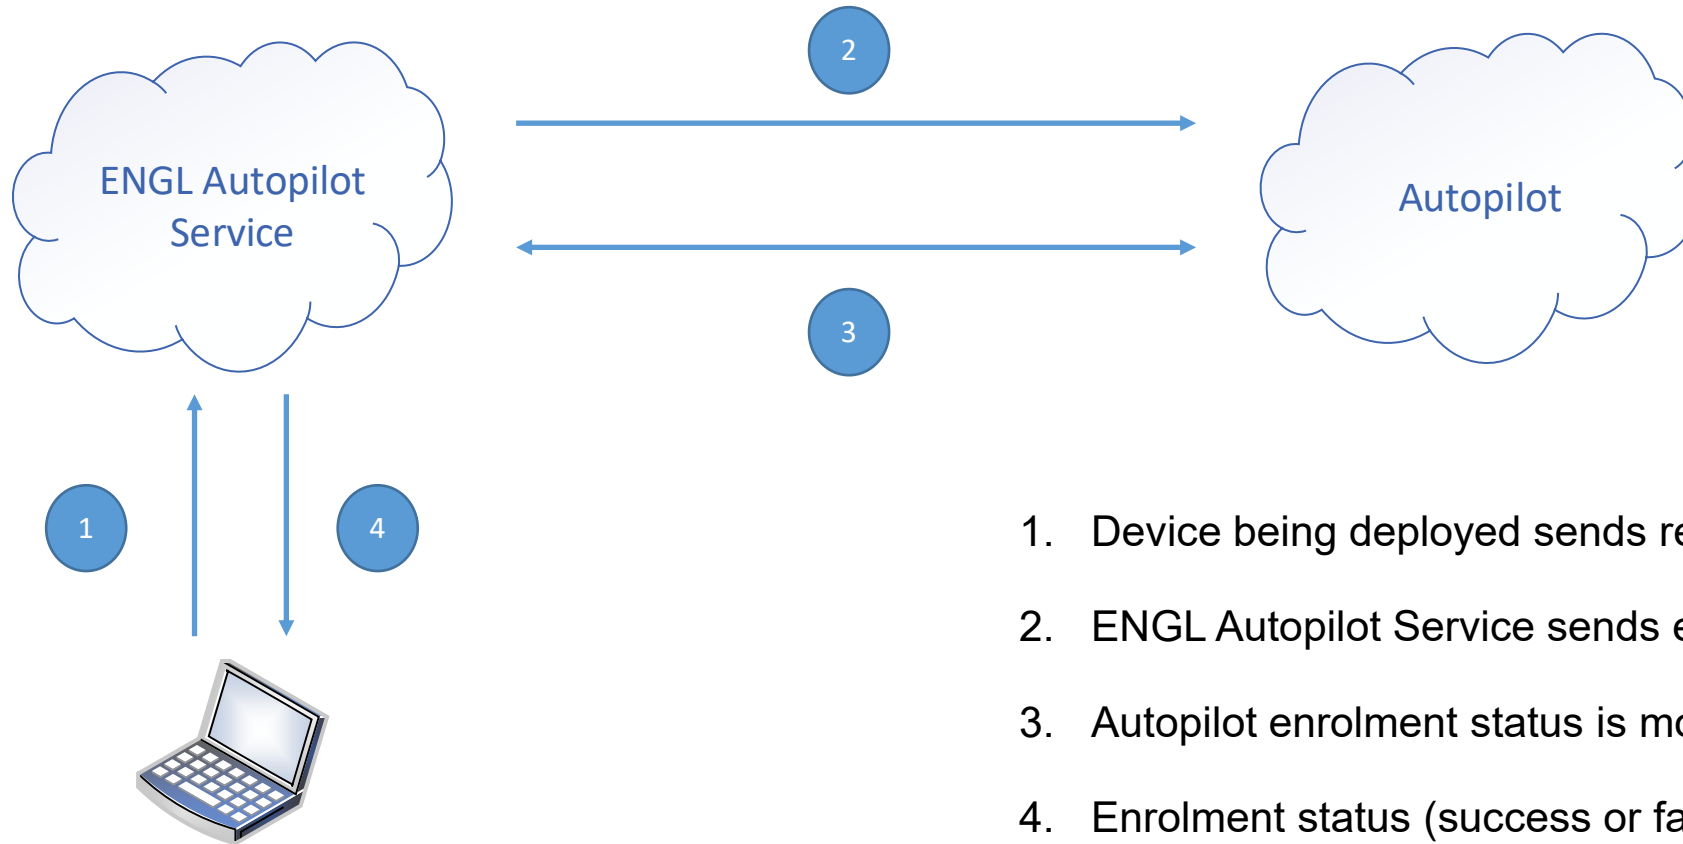 2
ENGL Autopilot
Service
Autopilot
3
1
4
1. Device being deployed sends
2. ENGL Autopilot Service sends
3. Autopilot enrolment status is
4. Enrolment status (success or